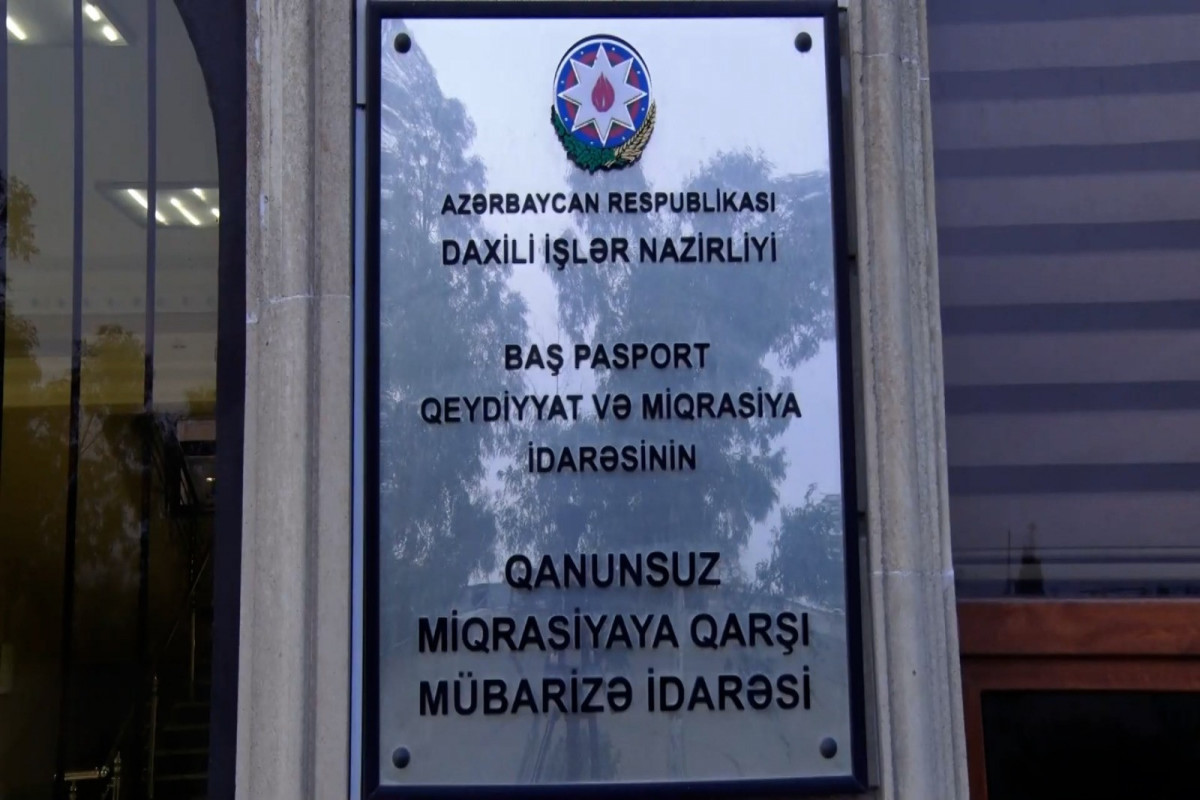 AZƏRBAYCAN RESPUBLİKASI
DAXİLİ İŞLƏR NAZİRLİYİ
BAŞ PASPORT
QEYDİYYAT VƏ MİQRASİYA
İDARƏSİNİN
QANUNSUZ
MİQRASİYAYA QARŞI
MÜBARİZƏ İDARƏSİ